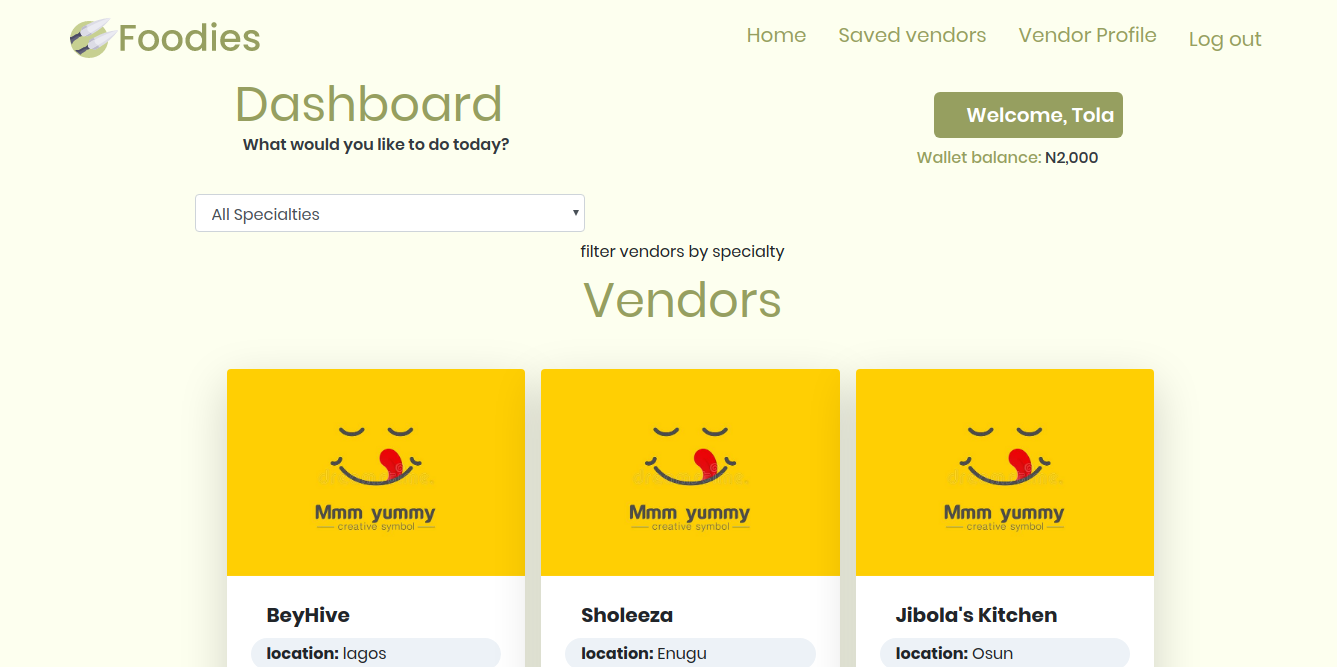 Foodies
Home Saved vendors Vendor Profile Log out
Dashboard
Welcome, Tola
What would you like to do today?
Wallet balance: N2,000
All Specialties
filter vendors by specialty
Vendors
Mmm yummy
creative symbol
Mmm yummy
creative symbol
Mmm yummy
creative symbol
BeyHive
Sholeeza
Jibola's Kitchen
location: lagos
location: Enugu
location: Osun